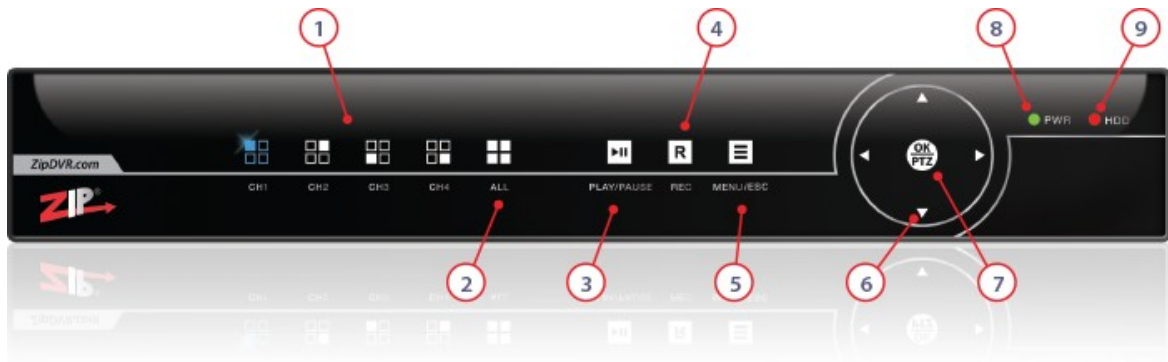 1
4
8
9
PWR
HDD
OK
PTZ
R
ZipDVR.com
CH1
CH2
CH3
CH4
ALL
PLAY/PAUSE
REC
MENU/ESC
ZIP®
2
3
5
6
7